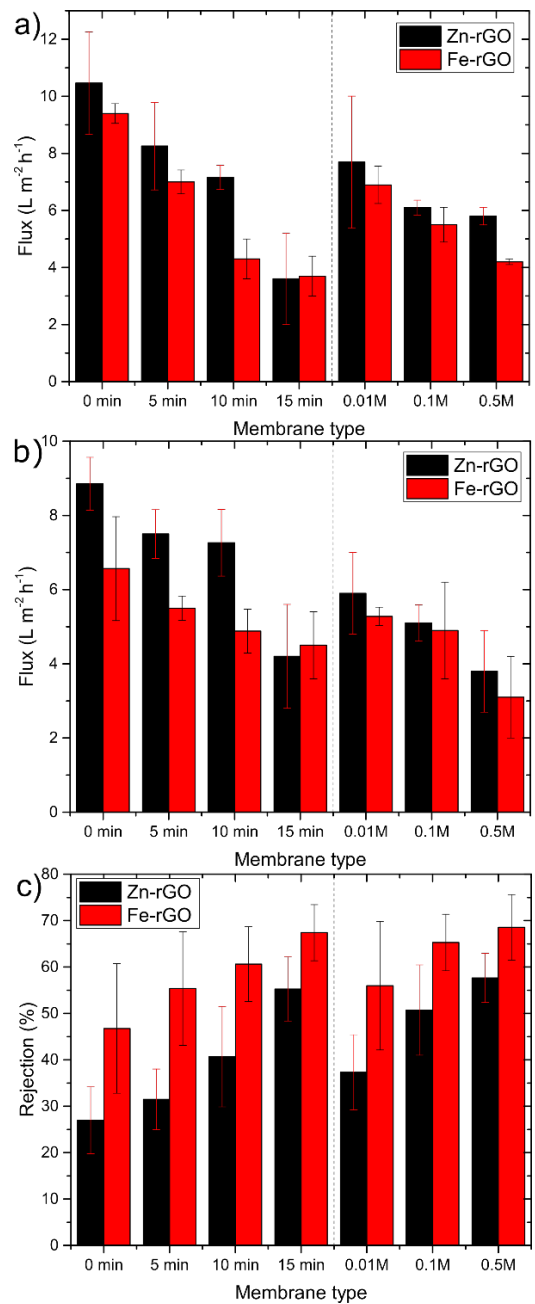 a)
Zn-rGO
Fe-rGO
12
10
8
6
4
2
0
Flux (L m⁻² h⁻¹)
0 min 5 min 10 min 15 min 0.01M 0.1M 0.5M
Membrane type
b)
Zn-rGO
Fe-rGO
10
8
6
4
2
0
Flux (L m⁻² h⁻¹)
0 min 5 min 10 min 15 min 0.01M 0.1M 0.5M
Membrane type
c)
Zn-rGO
Fe-rGO
80
70
60
50
40
30
20
10
0
Rejection (%)
0 min 5 min 10 min 15 min 0.01M 0.1M 0.5M
Membrane type